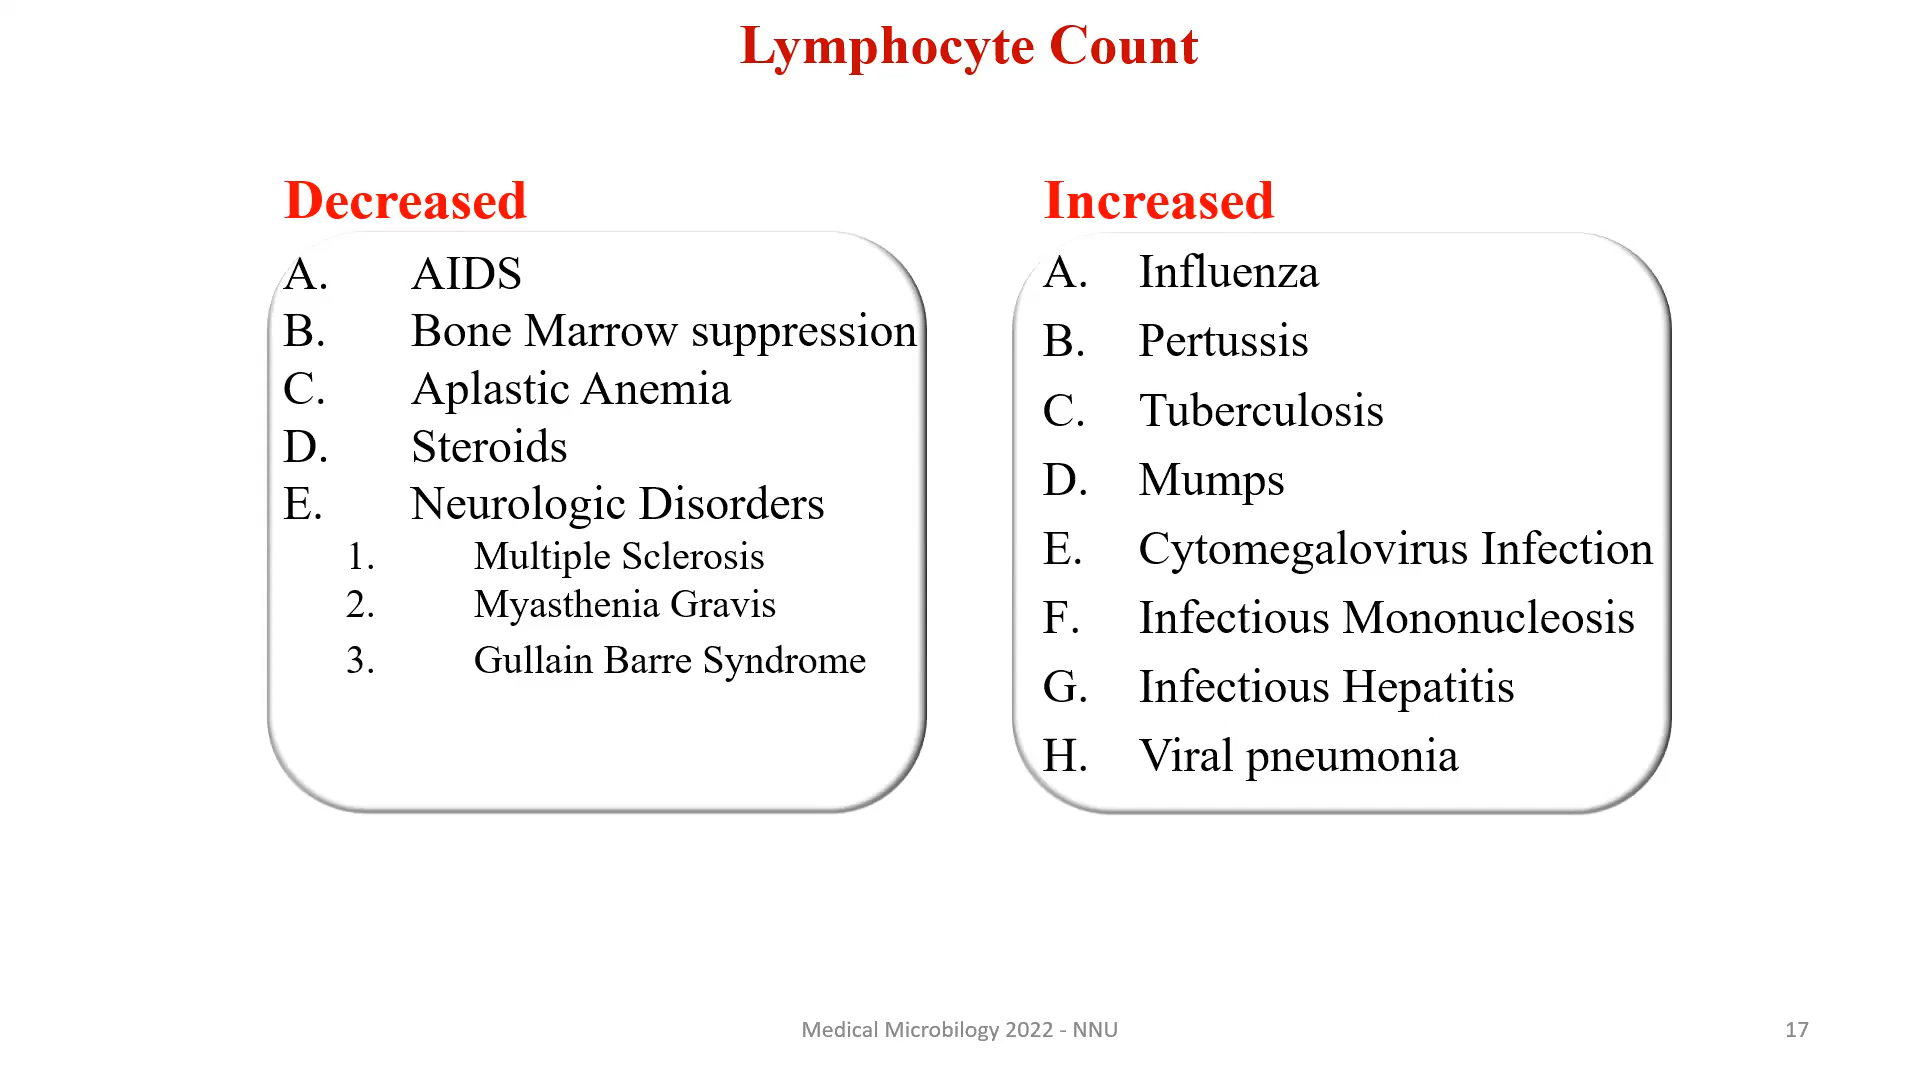 Lymphocyte Count
Decreased
A. AIDS
B. Bone Marrow suppression
C. Aplastic Anemia
D. Steroids
E. Neurologic Disorders
1. Multiple Sclerosis
2. Myasthenia Gravis
3. Gullain Barre Syndrome
Increased
A. Influenza
B. Pertussis
C. Tuberculosis
D. Mumps
E. Cytomegalovirus Infection
F. Infectious Mononucleosis
G. Infectious Hepatitis
H. Viral pneumonia
Medical Microbilogy 2022 - NNU
17